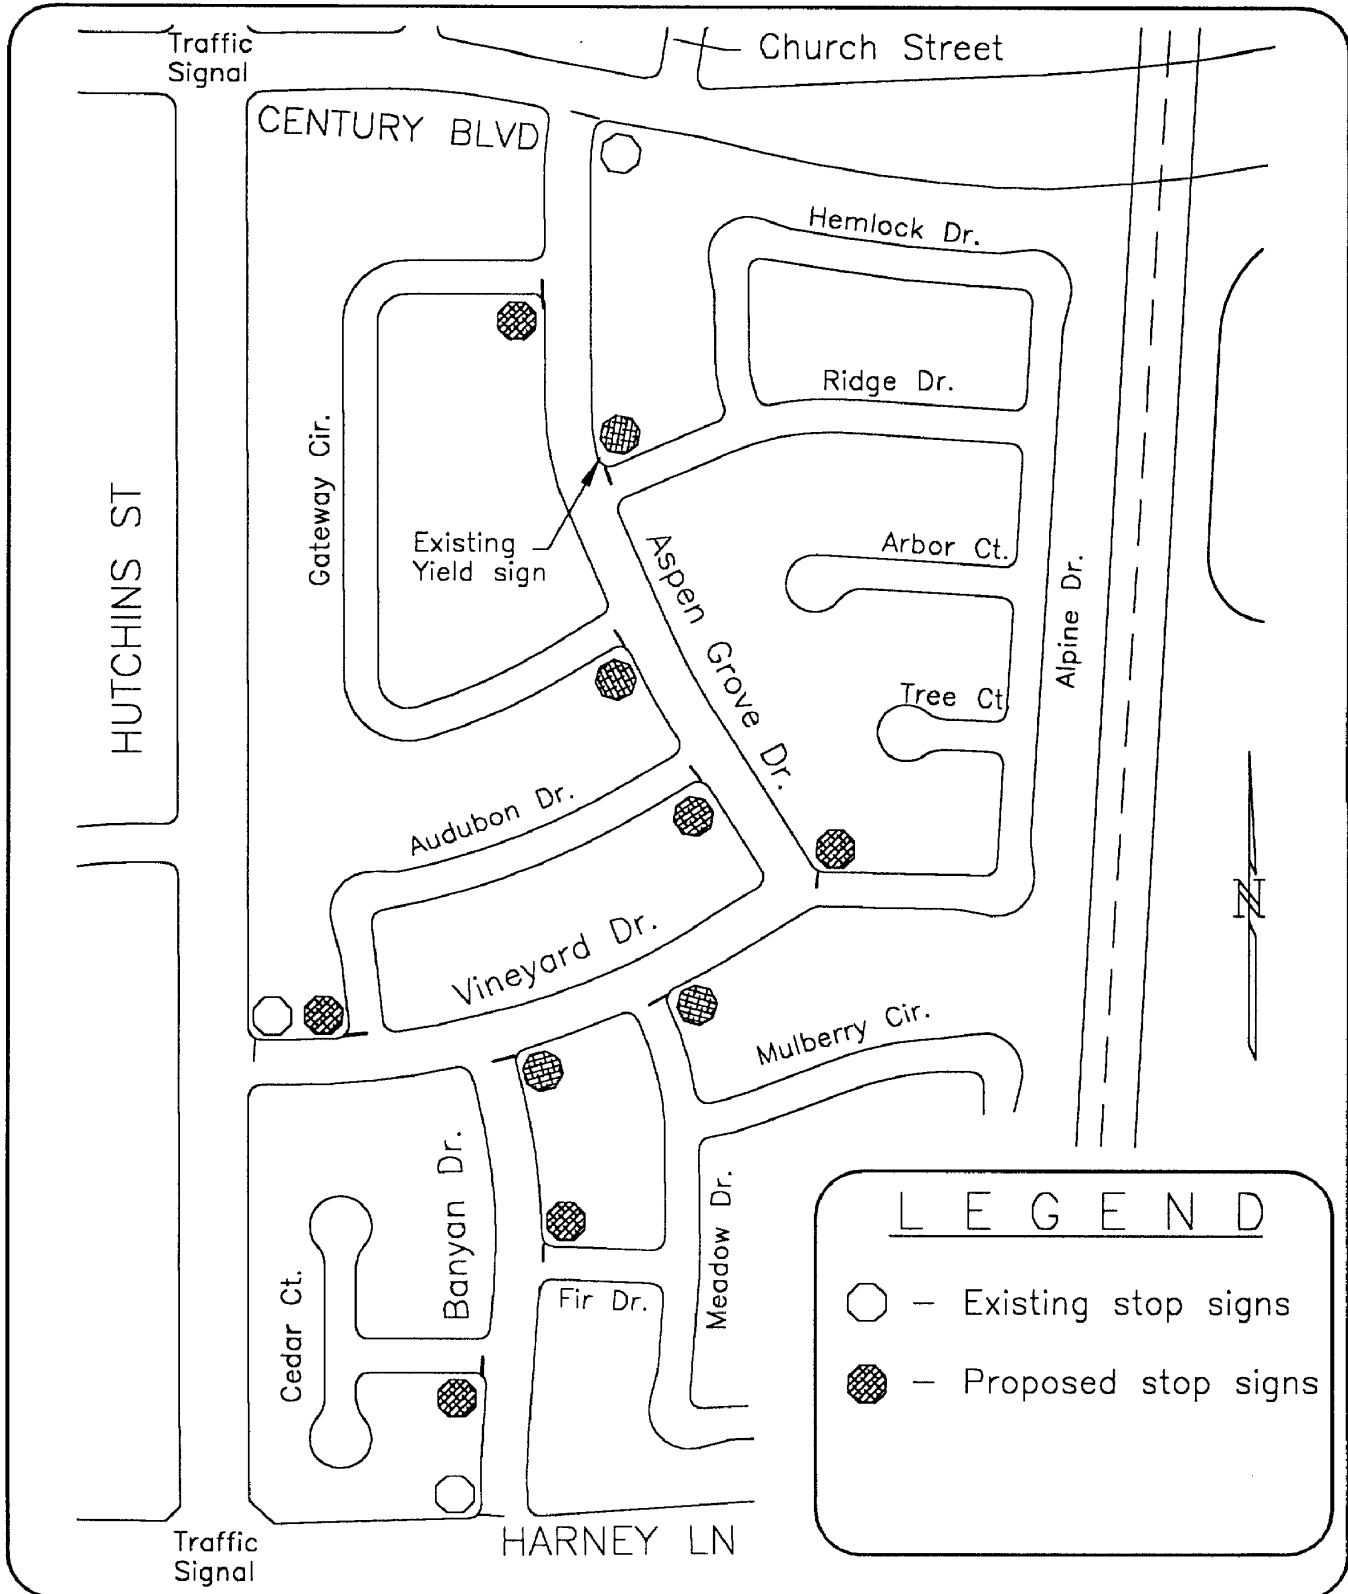 Traffic
Signal
Church Street
CENTURY BLVD
Hemlock Dr.
Ridge Dr.
Gateway Cir.
HUTCHINS ST
Existing
Yield sign
Aspen Grove Dr.
Arbor Ct.
Alpine Dr.
Tree Ct
Audubon Dr.
N
Vineyard Dr.
Mulberry Cir.
Banyan Dr.
Meadow Dr.
Cedar Ct.
Fir Dr.
LEGEND
- Existing stop signs
- Proposed stop signs
HARNEY LN
Traffic
Signal